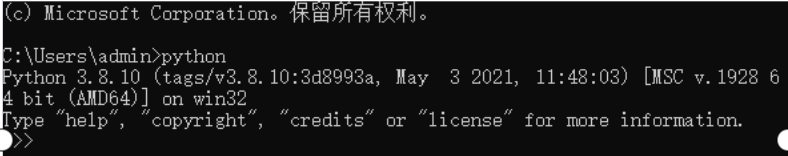 (c) Microsoft Corporation。保留所有权利。
C:\Users\admin>python
Python 3.8.10 (tags/v3.8.10:3d8993a, May  3 2021, 11:48:03) [MSC v.1928 6
4 bit (AMD64)] on win32
Type "help", "copyright", "credits" or "license" for more information.
>>